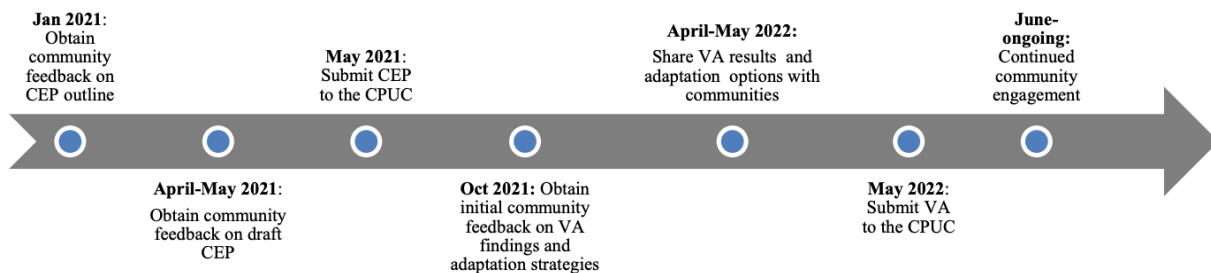 Jan 2021:
Obtain
community
feedback on
CEP outline
April-May 2021:
Obtain community
feedback on draft
CEP
May 2021:
Submit CEP
to the CPUC
Oct 2021: Obtain
initial community
feedback on VA
findings and
adaptation strategies
April-May 2022:
Share VA results and
adaptation options with
communities
May 2022:
Submit VA
to the CPUC
June-
ongoing:
Continued
community
engagement